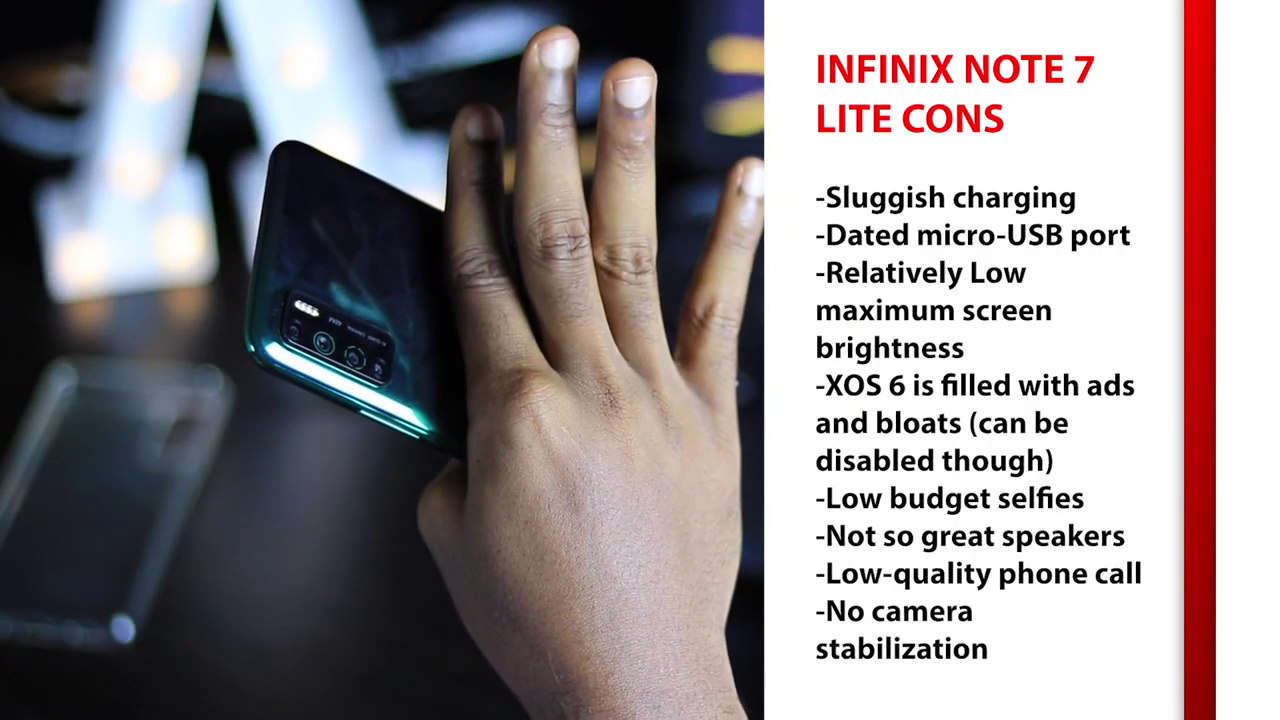 INFINIX NOTE 7
LITE CONS
-Sluggish charging
-Dated micro-USB port
-Relatively Low
maximum screen
brightness
-XOS 6 is filled with ads
and bloats (can be
disabled though)
-Low budget selfies
-Not so great speakers
-Low-quality phone call
-No camera
stabilization